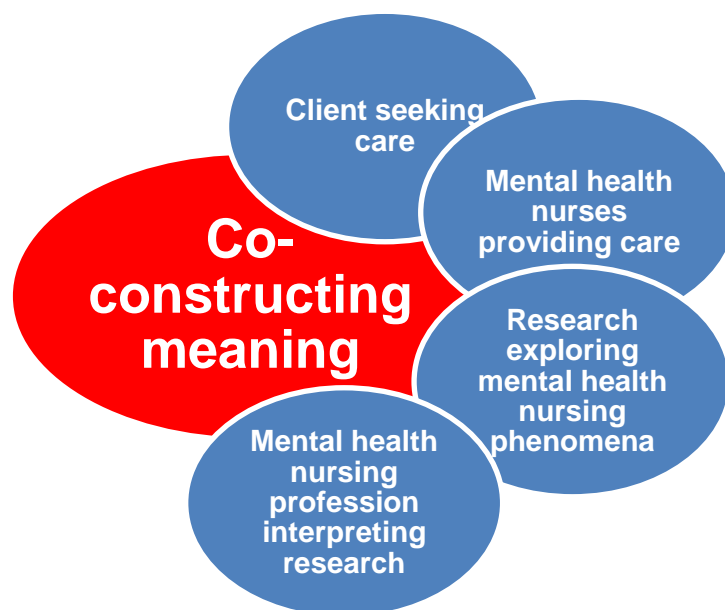 Client seeking
care
Mental health
nurses
providing care
Co-
constructing
meaning
Research
exploring
mental health
nursing
phenomena
Mental health
nursing
profession
interpreting
research